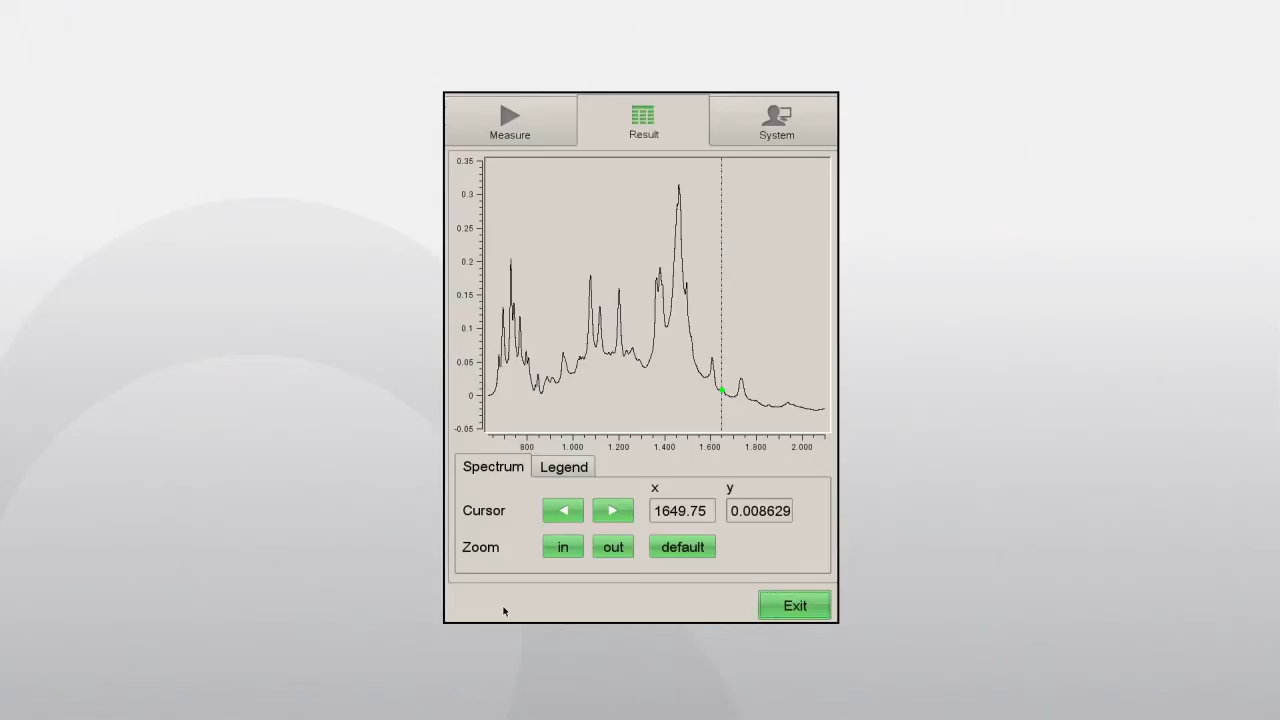 Measure Result System
0.35
0.3
0.25
0.2
0.15
0.1
0.05
0
-0.05
800 1.000 1.200 1.400 1.600 1.800 2.000
Spectrum Legend
x y
Cursor 1649.75 0.008629
Zoom in out default
Exit